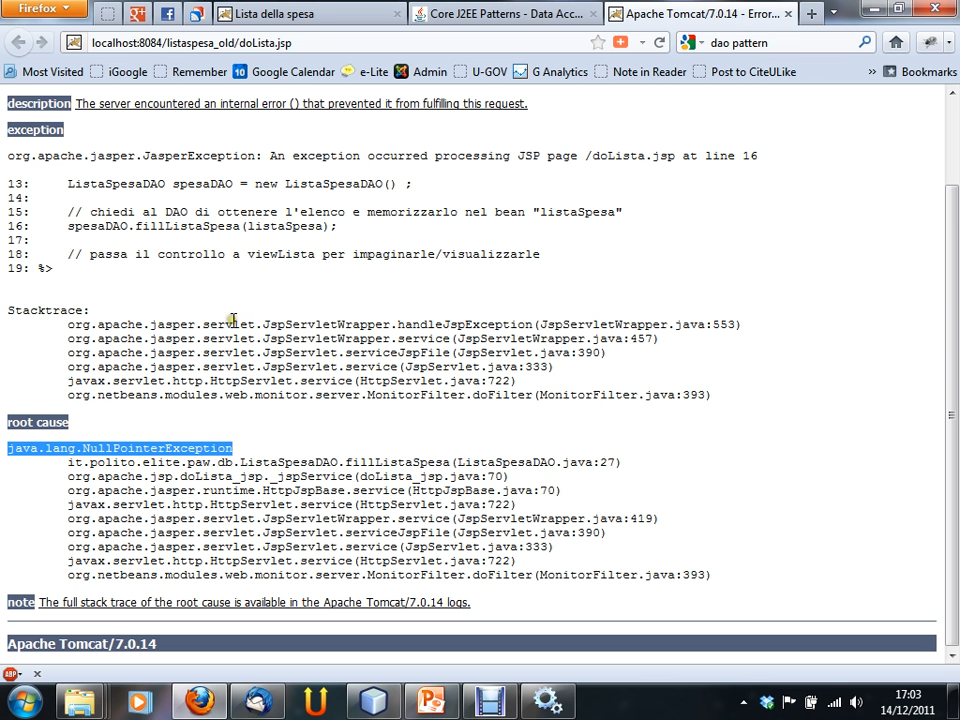 Firefox
Lista della spesa
Core J2EE Patterns - Data Acc...
Apache Tomcat/7.0.14 - Error...
localhost:8084/listaspesa_old/doLista.jsp
dao pattern
Most Visited
iGoogle
Remember
10 Google Calendar
e-Lite
Admin
U-GOV
G Analytics
Note in Reader
Post to CiteULike
»
Bookmarks
description The server encountered an internal error () that prevented it from fulfilling this request.
exception
org.apache.jasper.JasperException: An exception occurred processing JSP page /doLista.jsp at line 16
13:     ListaSpesaDAO spesaDAO = new ListaSpesaDAO() ;
14:
15:     // chiedi al DAO di ottenere l'elenco e memorizzarlo nel bean "listaSpesa"
16:     spesaDAO.fillListaSpesa(listaSpesa);
17:
18:     // passa il controllo a viewLista per impaginarle/visualizzarle
19: %>
Stacktrace:
org.apache.jasper.servlet.JspServletWrapper.handleJspException(JspServletWrapper.java:553)
org.apache.jasper.servlet.JspServletWrapper.service(JspServletWrapper.java:457)
org.apache.jasper.servlet.JspServlet.serviceJspFile(JspServlet.java:390)
org.apache.jasper.servlet.JspServlet.service(JspServlet.java:333)
javax.servlet.http.HttpServlet.service(HttpServlet.java:722)
org.netbeans.modules.web.monitor.server.MonitorFilter.doFilter(MonitorFilter.java:393)
root cause
java.lang.NullPointerException
it.polito.elite.paw.db.ListaSpesaDAO.fillListaSpesa(ListaSpesaDAO.java:27)
org.apache.jsp.doLista_jsp._jspService(doLista_jsp.java:70)
org.apache.jasper.runtime.HttpJspBase.service(HttpJspBase.java:70)
javax.servlet.http.HttpServlet.service(HttpServlet.java:722)
org.apache.jasper.servlet.JspServletWrapper.service(JspServletWrapper.java:419)
org.apache.jasper.servlet.JspServlet.serviceJspFile(JspServlet.java:390)
org.apache.jasper.servlet.JspServlet.service(JspServlet.java:333)
javax.servlet.http.HttpServlet.service(HttpServlet.java:722)
org.netbeans.modules.web.monitor.server.MonitorFilter.doFilter(MonitorFilter.java:393)
note The full stack trace of the root cause is available in the Apache Tomcat/7.0.14 logs.
Apache Tomcat/7.0.14
ABP
17:03
14/12/2011